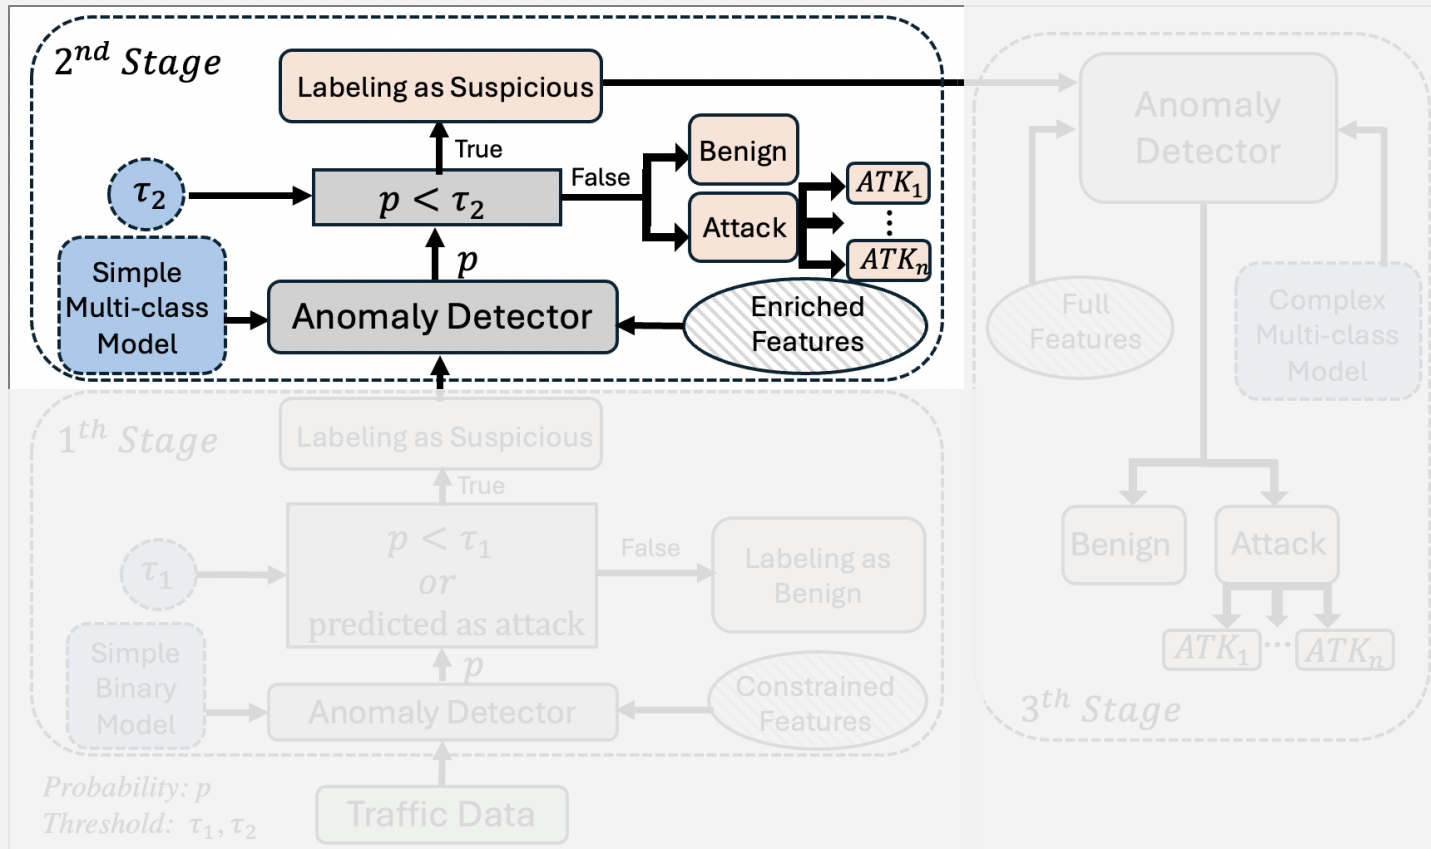 2nd Stage
Labeling as Suspicious
True
τ2
p < τ2
False
Benign
Attack
ATK1
⋮
ATKn
p
Simple
Multi-class
Model
Anomaly Detector
Enriched
Features
1th Stage
Labeling as Suspicious
True
τ1
p < τ1
or
predicted as attack
False
Labeling as
Benign
p
Simple
Binary
Model
Anomaly Detector
Constrained
Features
Probability: p
Threshold: τ1, τ2
Traffic Data
Anomaly
Detector
Full
Features
Complex
Multi-class
Model
Benign
Attack
ATK1 ⋯ ATKn
3th Stage